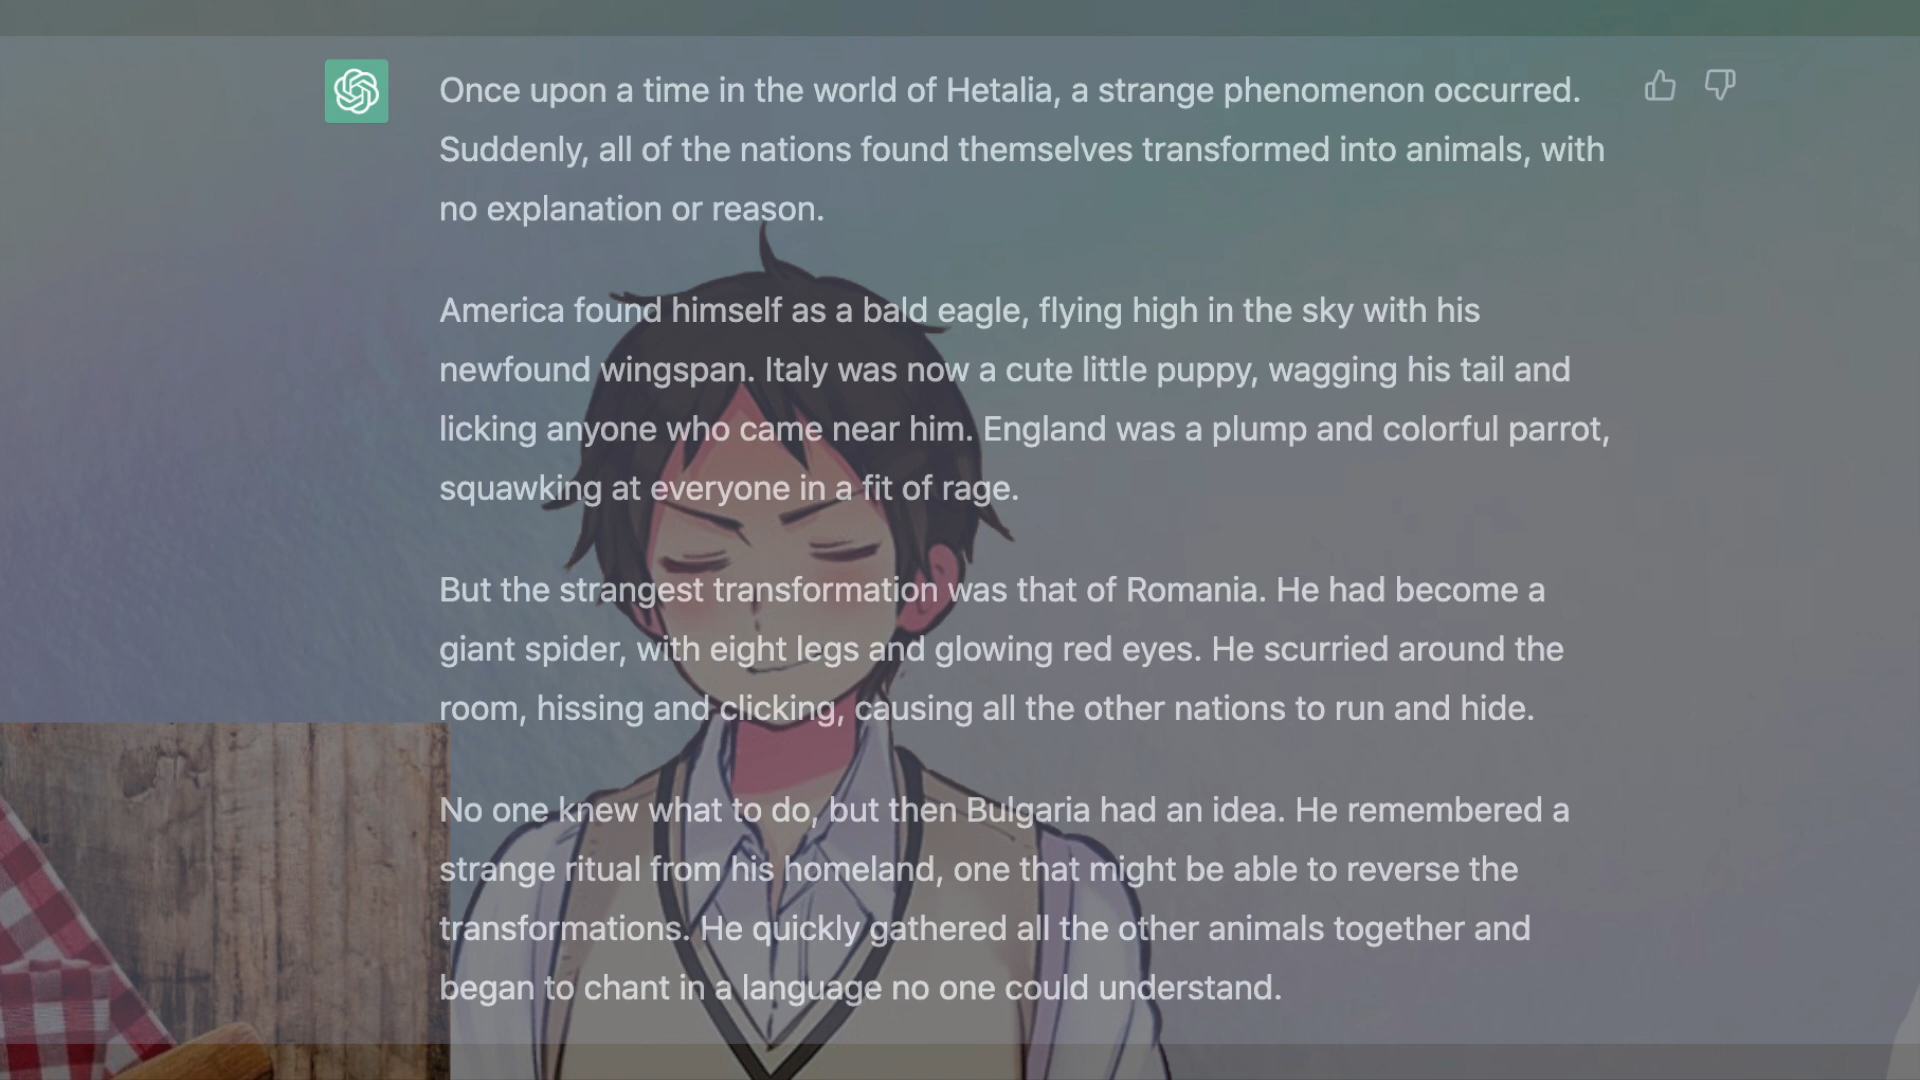 Once upon a time in the world of Hetalia, a strange phenomenon occurred.
Suddenly, all of the nations found themselves transformed into animals, with
no explanation or reason.
America found himself as a bald eagle, flying high in the sky with his
newfound wingspan. Italy was now a cute little puppy, wagging his tail and
licking anyone who came near him. England was a plump and colorful parrot,
squawking at everyone in a fit of rage.
But the strangest transformation was that of Romania. He had become a
giant spider, with eight legs and glowing red eyes. He scurried around the
room, hissing and clicking, causing all the other nations to run and hide.
No one knew what to do, but then Bulgaria had an idea. He remembered a
strange ritual from his homeland, one that might be able to reverse the
transformations. He quickly gathered all the other animals together and
began to chant in a language no one could understand.